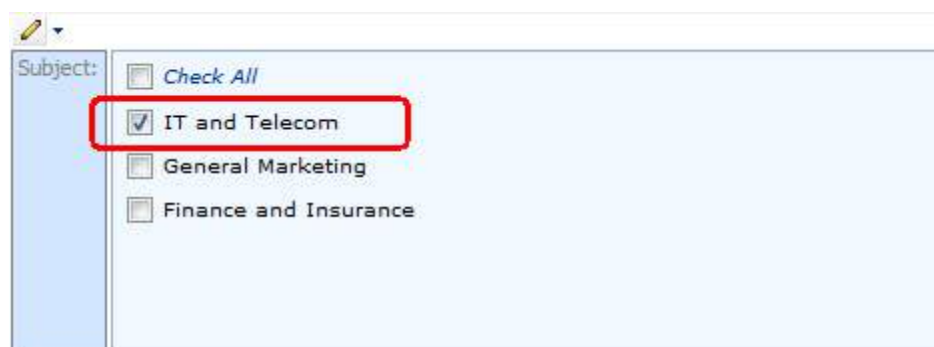 Subject:
Check All
IT and Telecom
General Marketing
Finance and Insurance